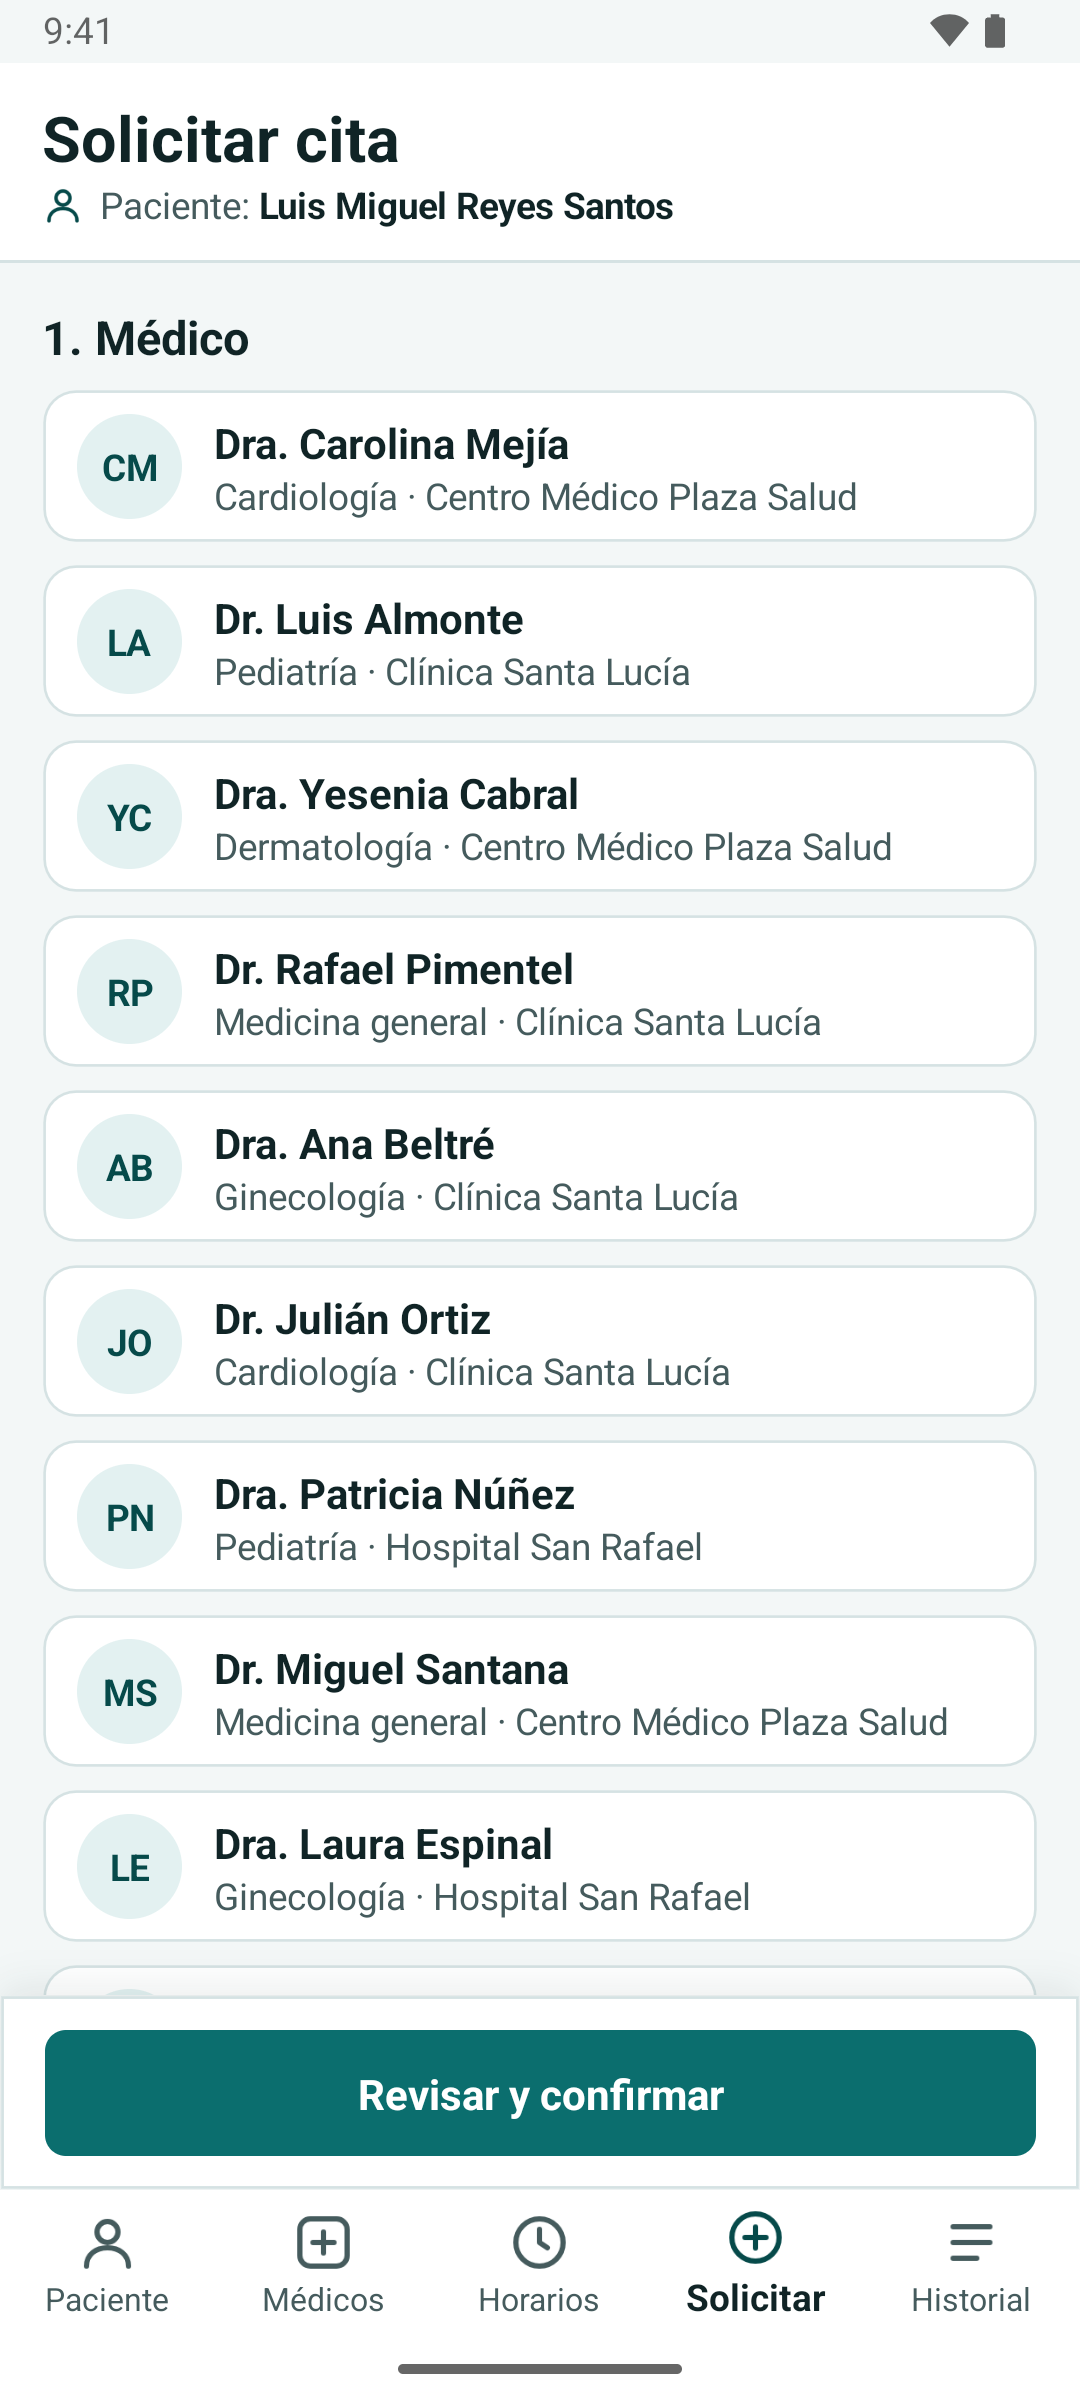 9:41
Solicitar cita
Paciente: Luis Miguel Reyes Santos
1. Médico
CM
Dra. Carolina Mejía
Cardiología · Centro Médico Plaza Salud
LA
Dr. Luis Almonte
Pediatría · Clínica Santa Lucía
YC
Dra. Yesenia Cabral
Dermatología · Centro Médico Plaza Salud
RP
Dr. Rafael Pimentel
Medicina general · Clínica Santa Lucía
AB
Dra. Ana Beltré
Ginecología · Clínica Santa Lucía
JO
Dr. Julián Ortiz
Cardiología · Clínica Santa Lucía
PN
Dra. Patricia Núñez
Pediatría · Hospital San Rafael
MS
Dr. Miguel Santana
Medicina general · Centro Médico Plaza Salud
LE
Dra. Laura Espinal
Ginecología · Hospital San Rafael
Revisar y confirmar
Paciente
Médicos
Horarios
Solicitar
Historial